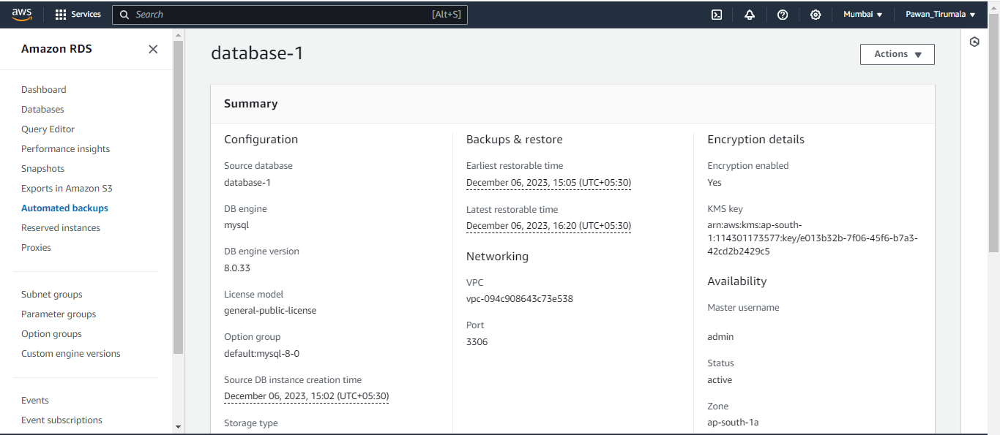 aws
Services
Search
[Alt+S]
Mumbai
Pawan_Tirumala
Amazon RDS
Dashboard
Databases
Query Editor
Performance insights
Snapshots
Exports in Amazon S3
Automated backups
Reserved instances
Proxies
Subnet groups
Parameter groups
Option groups
Custom engine versions
Events
Event subscriptions
database-1
Actions
Summary
Configuration
Source database
database-1
DB engine
mysql
DB engine version
8.0.33
License model
general-public-license
Option group
default:mysql-8-0
Source DB instance creation time
December 06, 2023, 15:02 (UTC+05:30)
Storage type
Backups & restore
Earliest restorable time
December 06, 2023, 15:05 (UTC+05:30)
Latest restorable time
December 06, 2023, 16:20 (UTC+05:30)
Networking
VPC
vpc-094c908643c73e538
Port
3306
Encryption details
Encryption enabled
Yes
KMS key
arn:aws:kms:ap-south-
1:114301173577:key/e013b32b-7f06-45f6-b7a3-
42cd2b2429c5
Availability
Master username
admin
Status
active
Zone
ap-south-1a